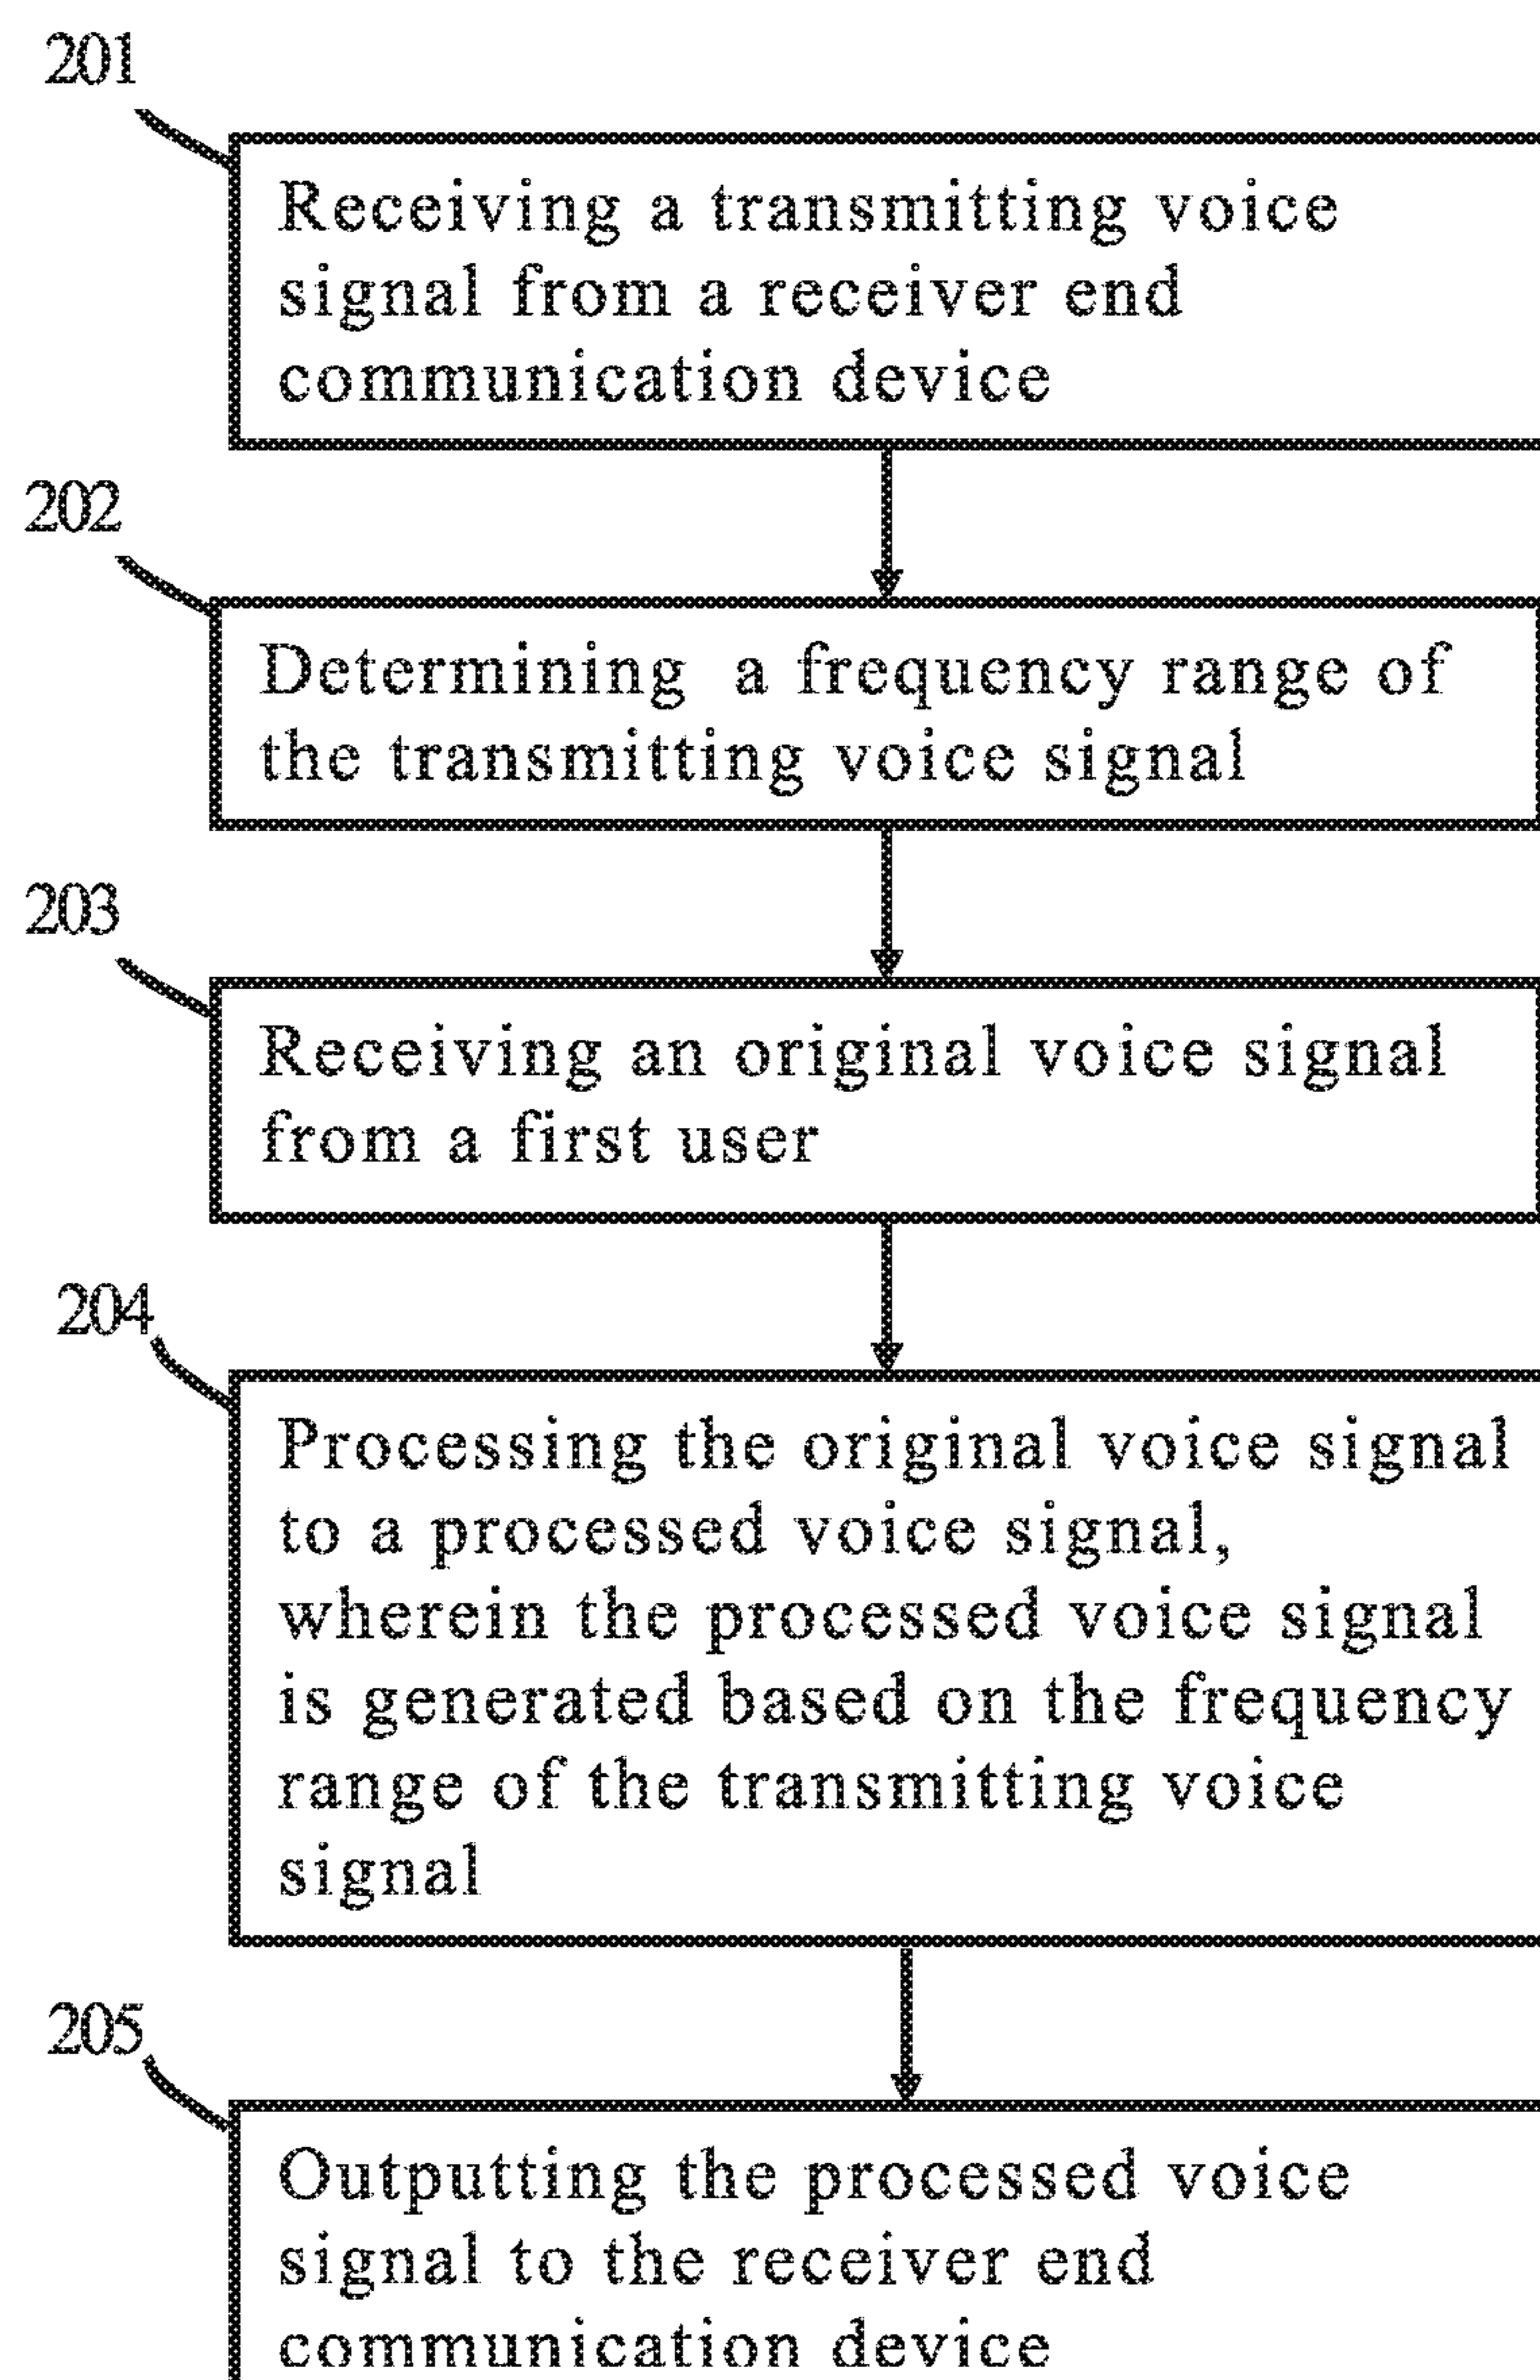 201
Receiving a transmitting voice
signal from a receiver end
communication device
202
Determining a frequency range of
the transmitting voice signal
203
Receiving an original voice signal
from a first user
204
Processing the original voice signal
to a processed voice signal,
wherein the processed voice signal
is generated based on the frequency
range of the transmitting voice
signal
205
Outputting the processed voice
signal to the receiver end
communication device